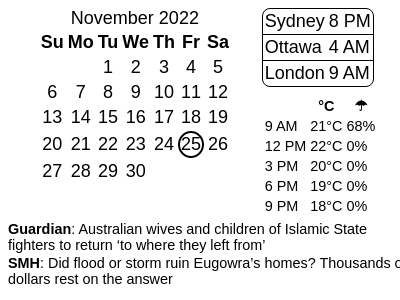 November 2022
Su Mo Tu We Th Fr Sa
1 2 3 4 5
6 7 8 9 10 11 12
13 14 15 16 17 18 19
20 21 22 23 24 25 26
27 28 29 30
Sydney 8 PM
Ottawa 4 AM
London 9 AM
°C ☂
9 AM 21°C 68%
12 PM 22°C 0%
3 PM 20°C 0%
6 PM 19°C 0%
9 PM 18°C 0%
Guardian: Australian wives and children of Islamic State
fighters to return ‘to where they left from’
SMH: Did flood or storm ruin Eugowra’s homes? Thousands o
dollars rest on the answer